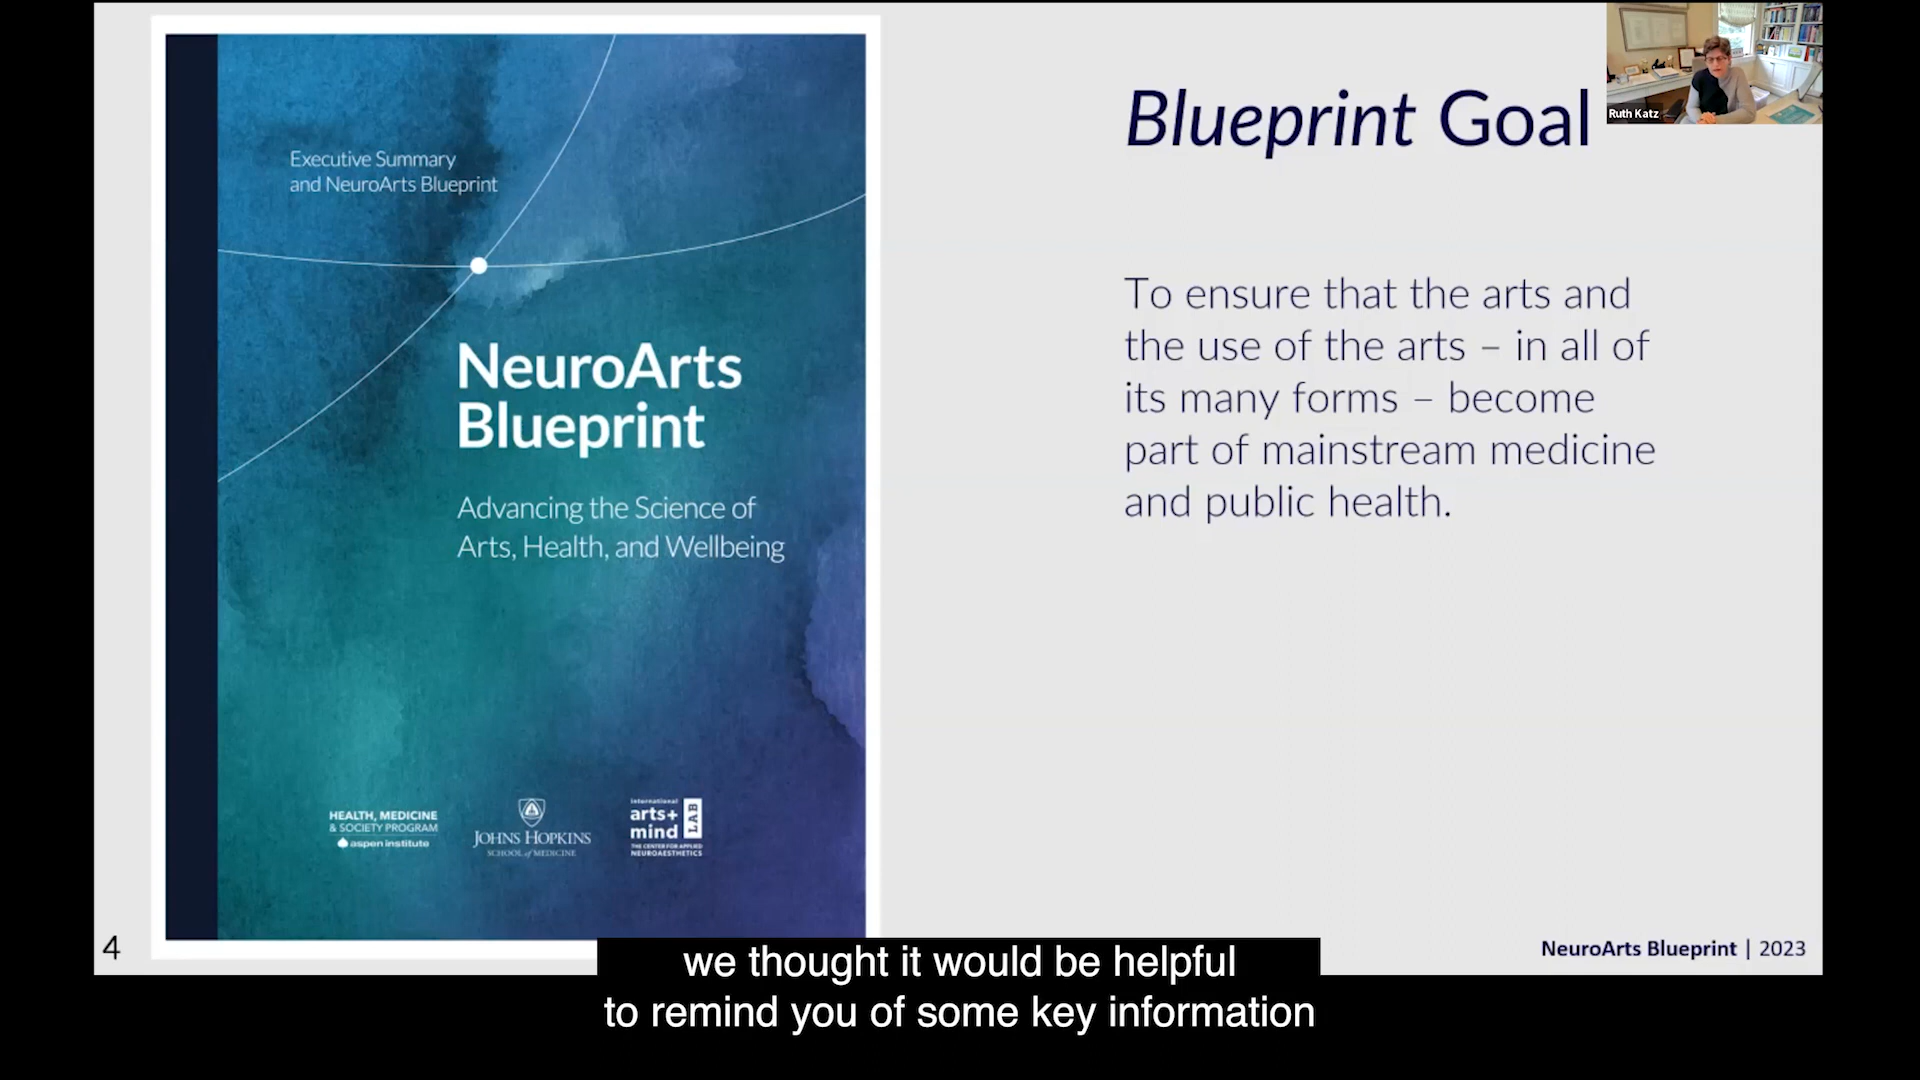 Executive Summary
and NeuroArts Blueprint
NeuroArts
Blueprint
Advancing the Science of
Arts, Health, and Wellbeing
HEALTH, MEDICINE
& SOCIETY PROGRAM
aspen institute
JOHNS HOPKINS
SCHOOL of MEDICINE
international
arts+
mind
LAB
THE CENTER FOR APPLIED
NEUROAESTHETICS
Blueprint Goal
To ensure that the arts and
the use of the arts – in all of
its many forms – become
part of mainstream medicine
and public health.
Ruth Katz
4
NeuroArts Blueprint | 2023
we thought it would be helpful
to remind you of some key information